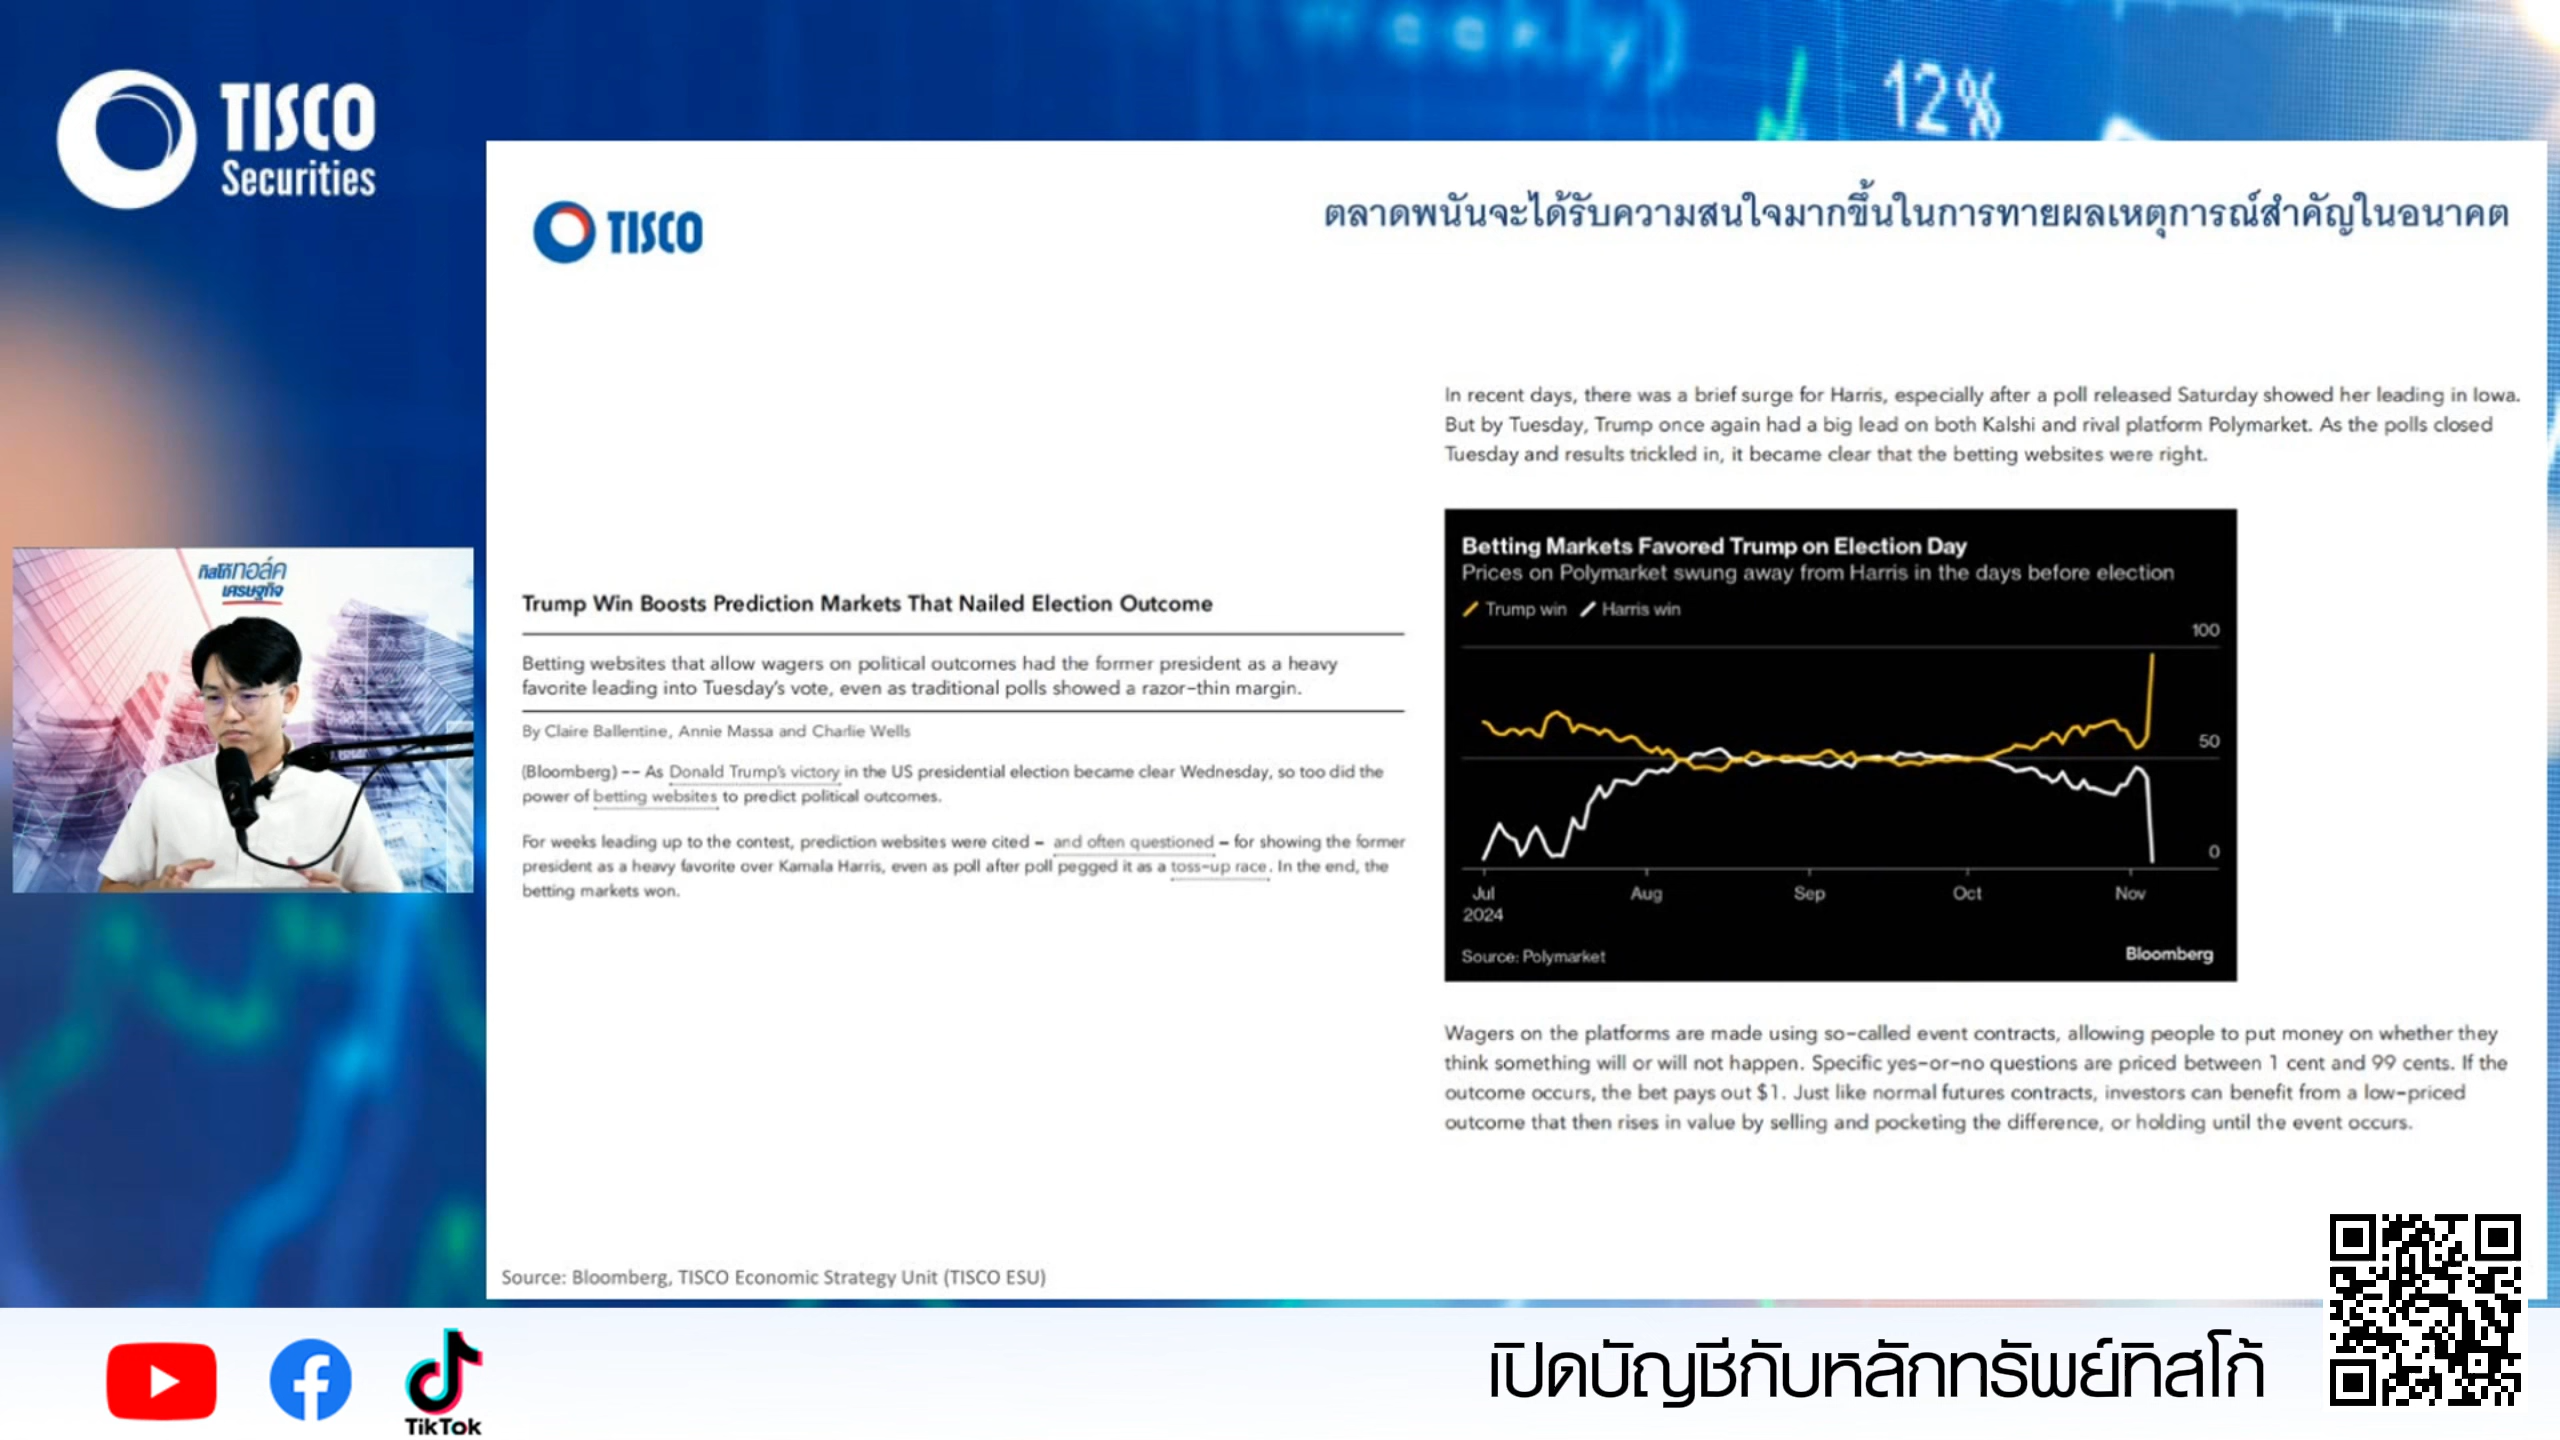 Weekly)
12%
TISCO
Securities
TISCO
ตลาดพนันจะได้รับความสนใจมากขึ้นในการทายผลเหตุการณ์สำคัญในอนาคต
ทิสโก้ทอล์ค
เศรษฐกิจ
Trump Win Boosts Prediction Markets That Nailed Election Outcome
Betting websites that allow wagers on political outcomes had the former president as a heavy
favorite leading into Tuesday's vote, even as traditional polls showed a razor-thin margin.
By Claire Ballentine, Annie Massa and Charlie Wells
(Bloomberg) -- As Donald Trump's victory in the US presidential election became clear Wednesday, so too did the
power of betting websites to predict political outcomes.
For weeks leading up to the contest, prediction websites were cited – and often questioned – for showing the former
president as a heavy favorite over Kamala Harris, even as poll after poll pegged it as a toss-up race. In the end, the
betting markets won.
In recent days, there was a brief surge for Harris, especially after a poll released Saturday showed her leading in Iowa.
But by Tuesday, Trump once again had a big lead on both Kalshi and rival platform Polymarket. As the polls closed
Tuesday and results trickled in, it became clear that the betting websites were right.
Betting Markets Favored Trump on Election Day
Prices on Polymarket swung away from Harris in the days before election
Trump win Harris win
100
50
0
Jul Aug Sep Oct Nov
2024
Source: Polymarket Bloomberg
Wagers on the platforms are made using so-called event contracts, allowing people to put money on whether they
think something will or will not happen. Specific yes-or-no questions are priced between 1 cent and 99 cents. If the
outcome occurs, the bet pays out $1. Just like normal futures contracts, investors can benefit from a low-priced
outcome that then rises in value by selling and pocketing the difference, or holding until the event occurs.
Source: Bloomberg, TISCO Economic Strategy Unit (TISCO ESU)
TikTok
เปิดบัญชีกับหลักทรัพย์ทิสโก้